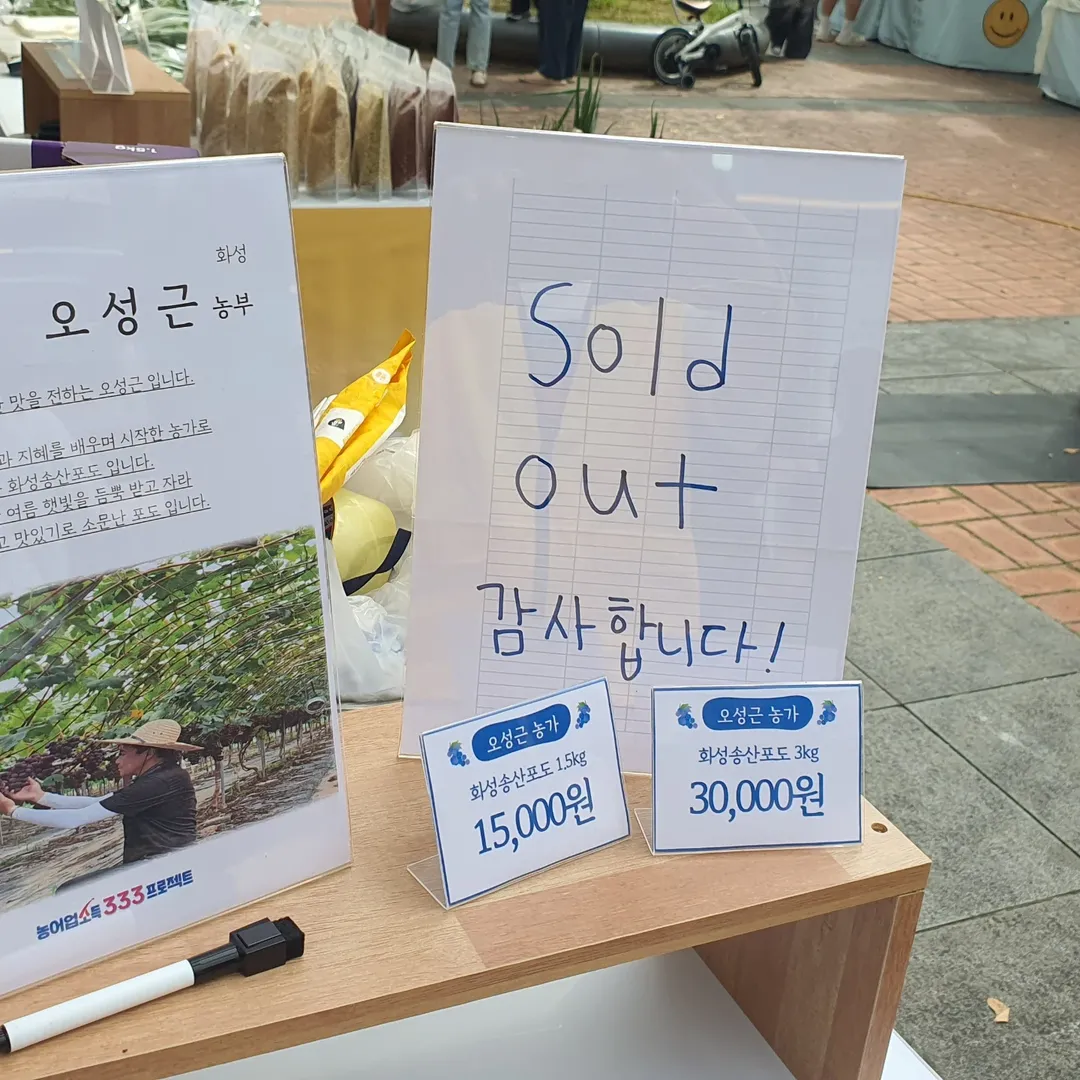 1.5kg
화성
오성근 농부
맛을 전하는 오성근 입니다.
지혜를 배우며 시작한 농가로
화성송산포도 입니다.
여름 햇빛을 듬뿍 받고 자라
맛있기로 소문난 포도 입니다.
농어업소득 333 프로젝트
Sold
out
감사합니다!
오성근 농가
화성송산포도 1.5kg
15,000원
오성근 농가
화성송산포도 3kg
30,000원